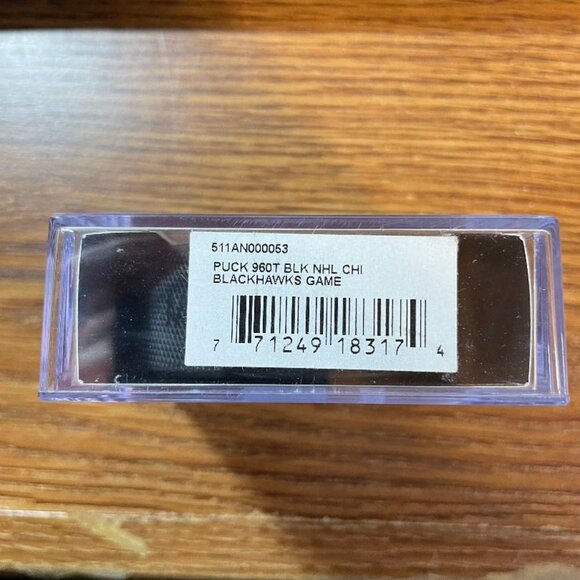 511AN000053
PUCK 960T BLK NHL CHI
BLACKHAWKS GAME
7 71249 18317 4